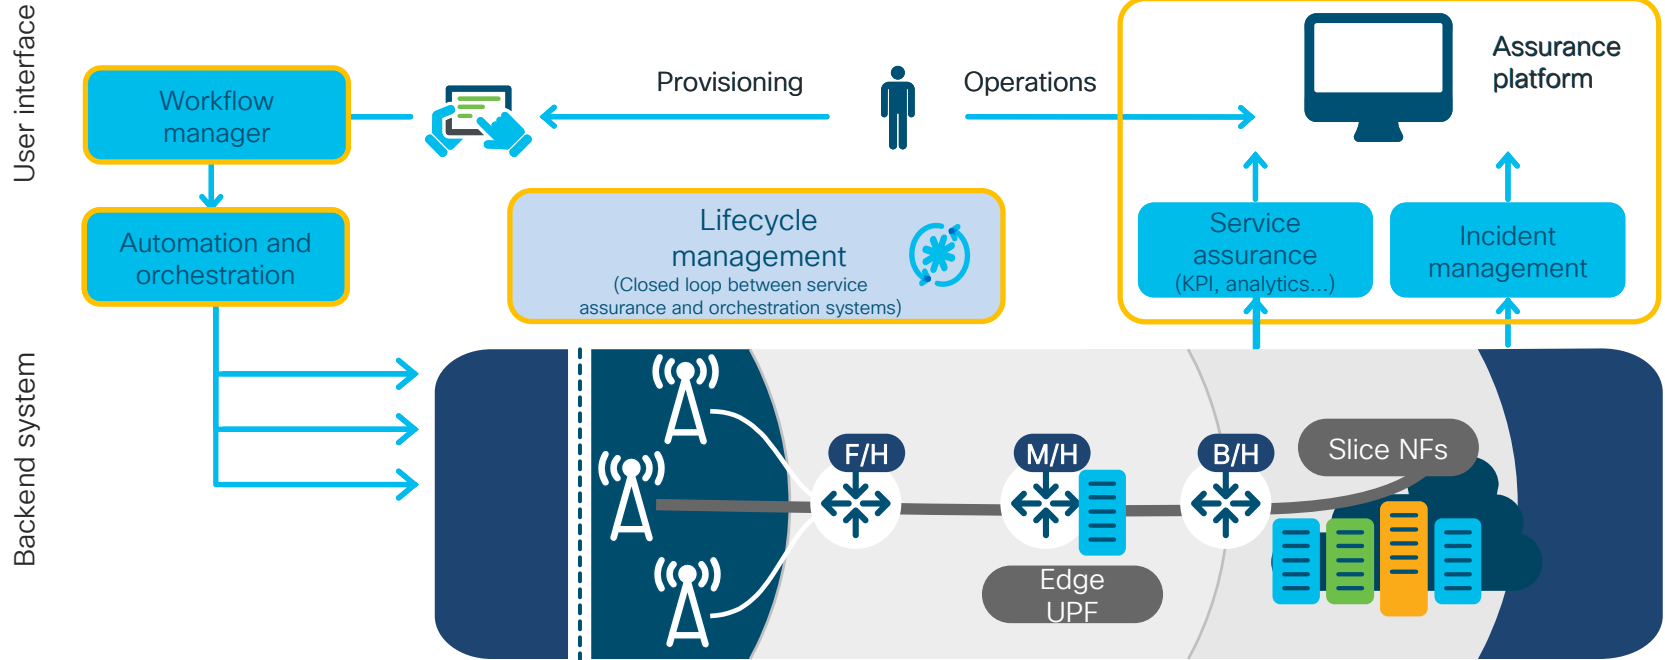 User interface
Workflow
manager
Provisioning
Operations
Assurance
platform
Automation and
orchestration
Lifecycle
management
(Closed loop between service
assurance and orchestration systems)
Service
assurance
(KPI, analytics...)
Incident
management
Backend system
F/H
M/H
B/H
Slice NFs
Edge
UPF